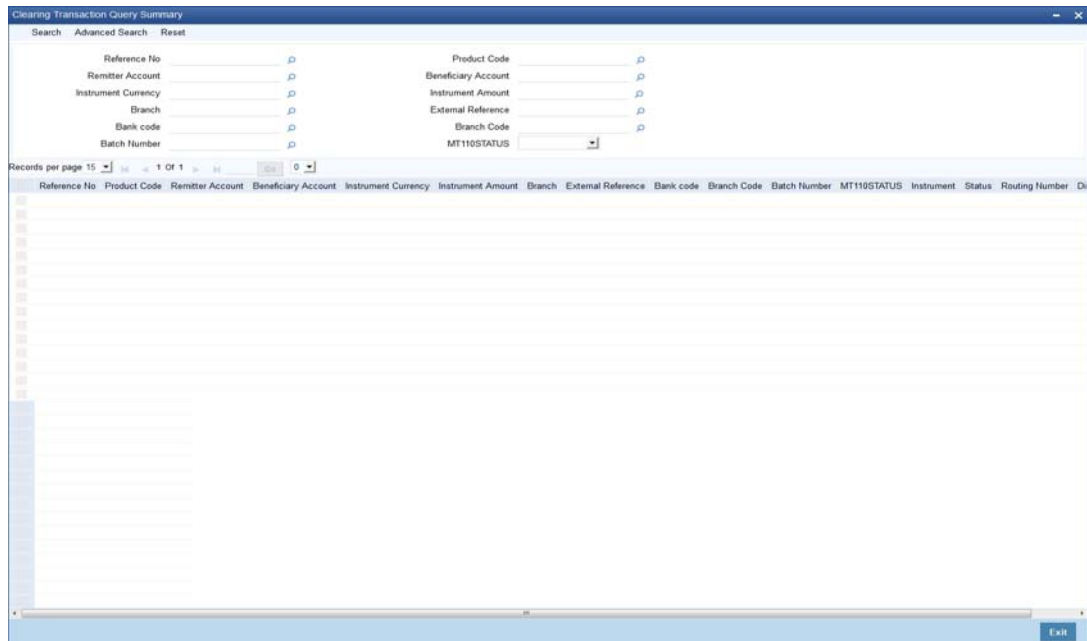 Clearing Transaction Query Summary
Search Advanced Search Reset
Reference No Product Code
Remitter Account Beneficiary Account
Instrument Currency Instrument Amount
Branch External Reference
Bank code Branch Code
Batch Number MT110STATUS
Records per page 15 1 Of 1 Go 0
Reference No Product Code Remitter Account Beneficiary Account Instrument Currency Instrument Amount Branch External Reference Bank code Branch Code Batch Number MT110STATUS Instrument Status Routing Number
Exit